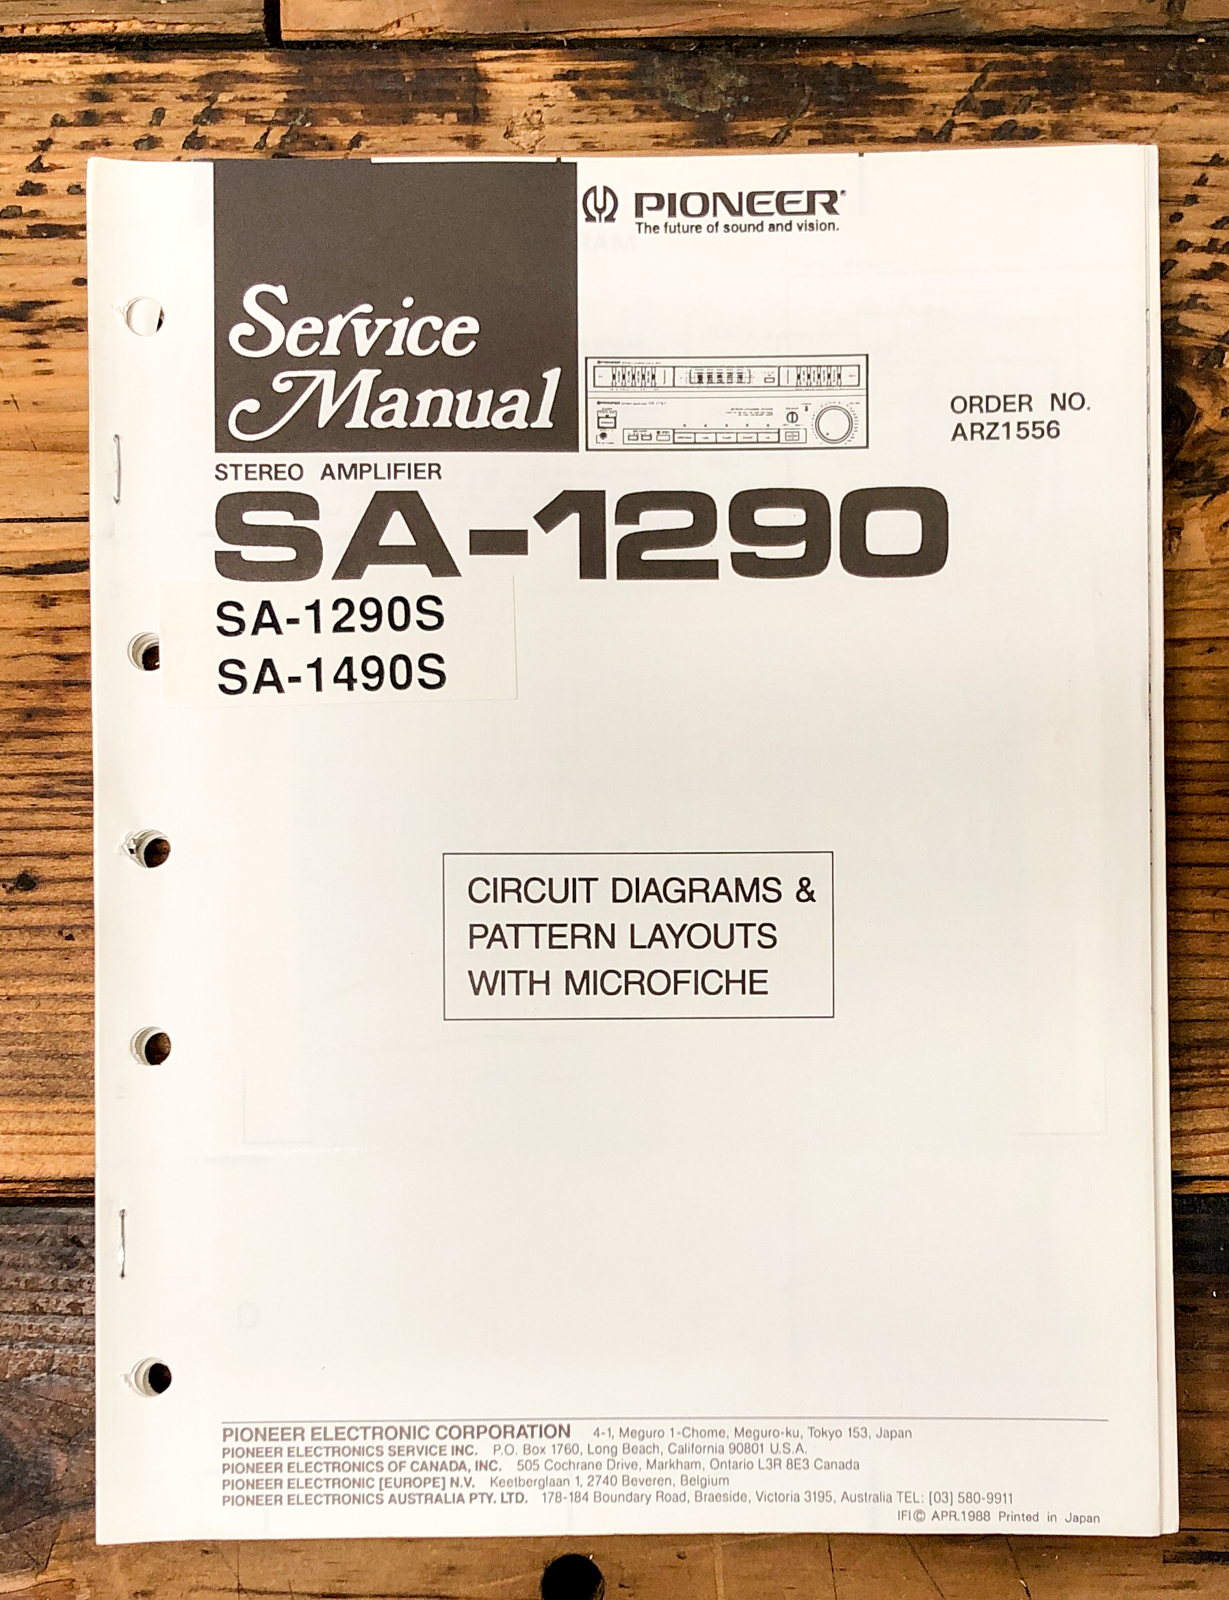 PIONEER
The future of sound and vision.
Service
Manual
ORDER NO.
ARZ1556
STEREO AMPLIFIER
SA-1290
SA-1290S
SA-1490S
CIRCUIT DIAGRAMS &
PATTERN LAYOUTS
WITH MICROFICHE
PIONEER ELECTRONIC CORPORATION 4-1, Meguro 1-Chome, Meguro-ku, Tokyo 153, Japan
PIONEER ELECTRONICS SERVICE INC. P.O. Box 1760, Long Beach, California 90801 U.S.A.
PIONEER ELECTRONICS OF CANADA, INC. 505 Cochrane Drive, Markham, Ontario L3R 8E3 Canada
PIONEER ELECTRONIC [EUROPE] N.V. Keetberglaan 1, 2740 Beveren, Belgium
PIONEER ELECTRONICS AUSTRALIA PTY. LTD. 178-184 Boundary Road, Braeside, Victoria 3195, Australia TEL: [03] 580-9911
IFI© APR.1988 Printed in Japan